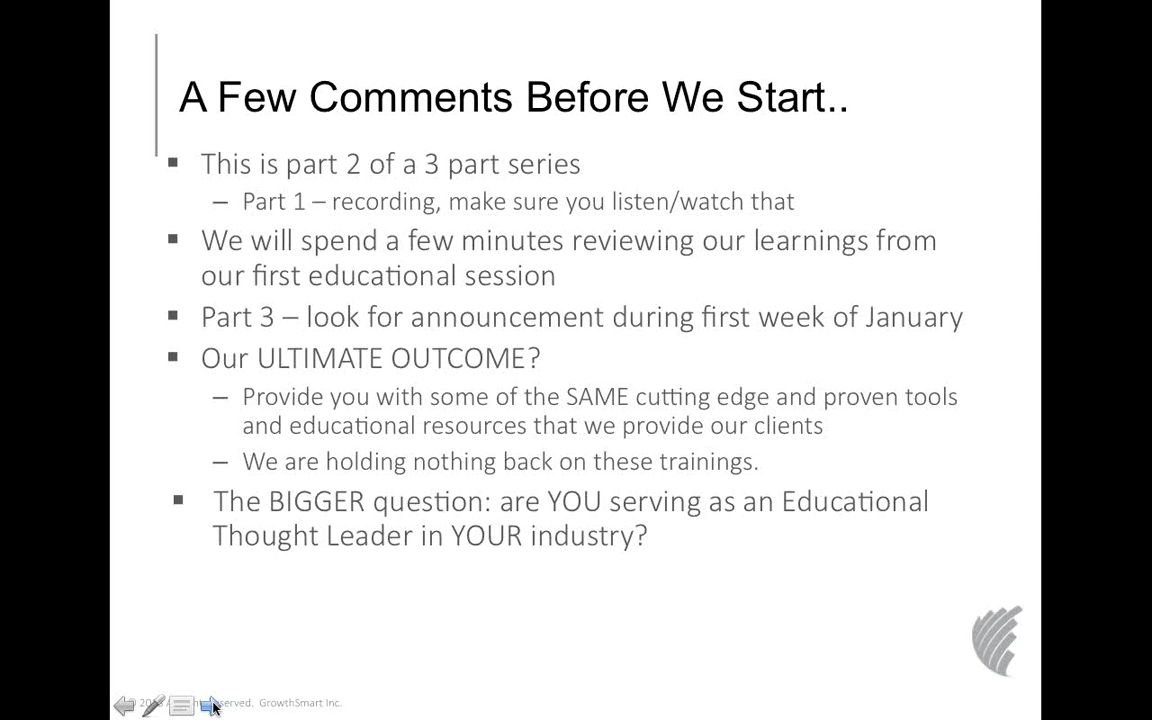 A Few Comments Before We Start..
▪ This is part 2 of a 3 part series
– Part 1 – recording, make sure you listen/watch that
▪ We will spend a few minutes reviewing our learnings from
our first educational session
▪ Part 3 – look for announcement during first week of January
▪ Our ULTIMATE OUTCOME?
– Provide you with some of the SAME cutting edge and proven tools
and educational resources that we provide our clients
– We are holding nothing back on these trainings.
▪ The BIGGER question: are YOU serving as an Educational
Thought Leader in YOUR industry?
GrowthSmart Inc.